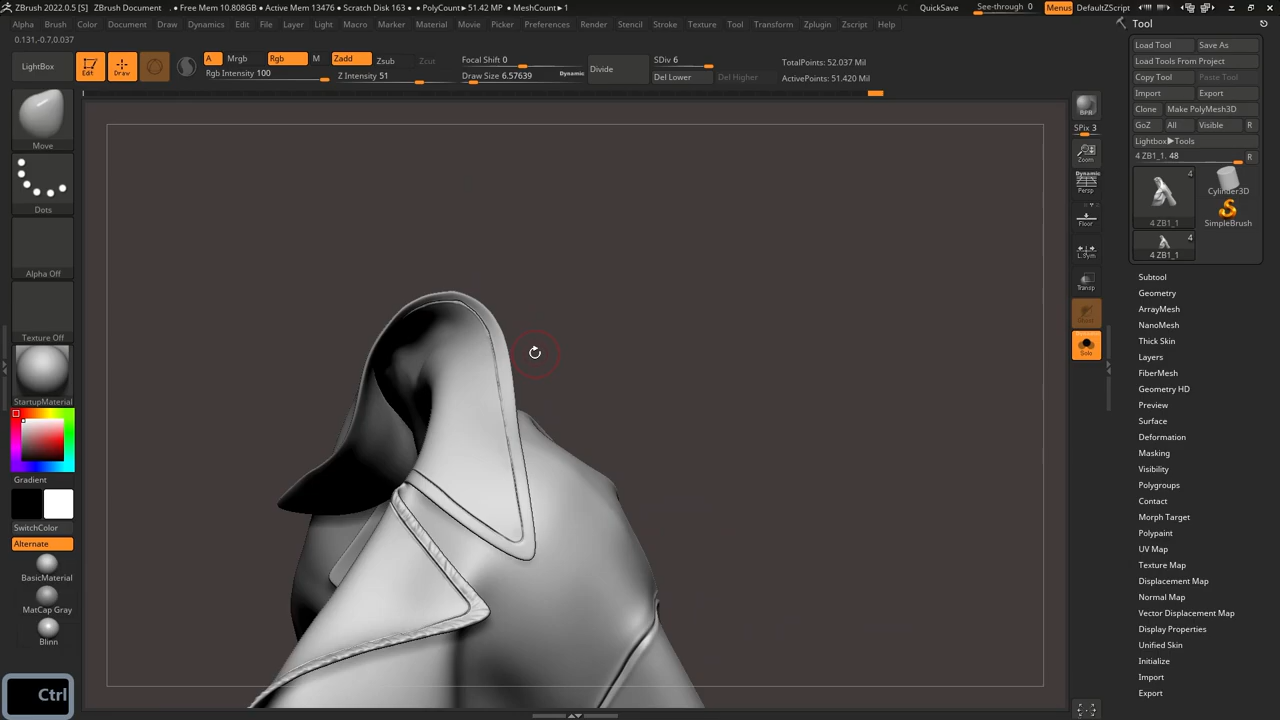 ZBrush 2022.0.5 [S] ZBrush Document . ● Free Mem 10.808GB ● Active Mem 13476 ● Scratch Disk 163 ● ● PolyCount►51.42 MP ● MeshCount►1
AC QuickSave See-through 0 Menus DefaultZScript
Alpha Brush Color Document Draw Dynamics Edit File Layer Light Macro Marker Material Movie Picker Preferences Render Stencil Stroke Texture Tool Transform Zplugin Zscript Help
0.131,-0.7,0.037
LightBox Edit Draw
A Mrgb Rgb M Zadd Zsub Zcut
Rgb Intensity 100 Z Intensity 51
Focal Shift 0
Draw Size 6.57639 Dynamic
Divide
SDiv 6
Del Lower Del Higher
TotalPoints: 52.037 Mil
ActivePoints: 51.420 Mil
Move
Dots
Alpha Off
Texture Off
StartupMaterial
Gradient
SwitchColor
Alternate
BasicMaterial
MatCap Gray
Blinn
Ctrl
BPR
SPix 3
Zoom
Dynamic
Persp
Floor
L.Sym
Transp
Solo
Tool
Load Tool Save As
Load Tools From Project
Copy Tool Paste Tool
Import Export
Clone Make PolyMesh3D
GoZ All Visible R
Lightbox►Tools
4 ZB1_1. 48 R
4
4 ZB1_1
Cylinder3D
SimpleBrush
4
4 ZB1_1
Subtool
Geometry
ArrayMesh
NanoMesh
Thick Skin
Layers
FiberMesh
Geometry HD
Preview
Surface
Deformation
Masking
Visibility
Polygroups
Contact
Morph Target
Polypaint
UV Map
Texture Map
Displacement Map
Normal Map
Vector Displacement Map
Display Properties
Unified Skin
Initialize
Import
Export